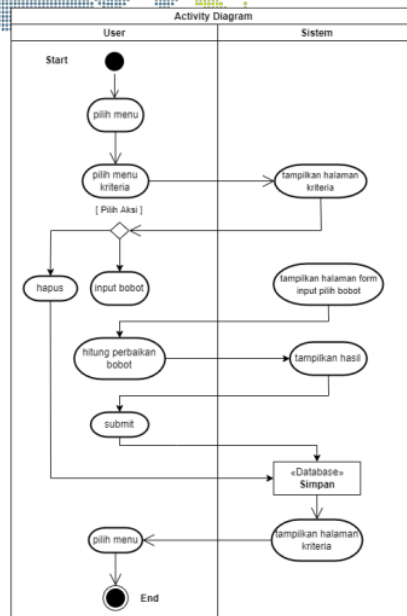 Activity Diagram
User
Sistem
Start
pilih menu
pilih menu
kriteria
tampilkan halaman
kriteria
[ Pilih Aksi ]
hapus
input bobot
tampilkan halaman form
input pilih bobot
hitung perbaikan
bobot
tampilkan hasil
submit
«Database»
Simpan
pilih menu
tampilkan halaman
kriteria
End